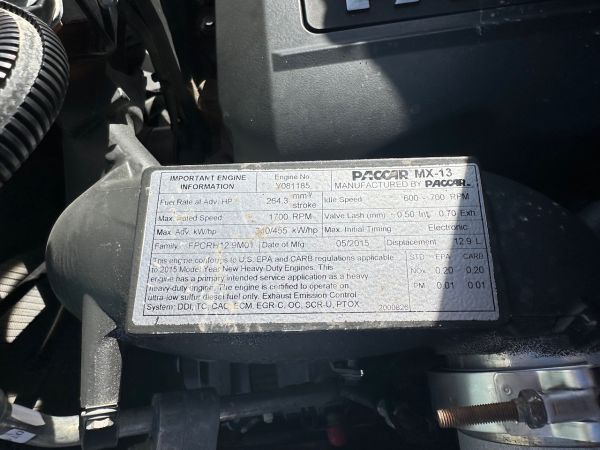 IMPORTANT ENGINE INFORMATION
Engine No.
Y081185
PACCAR MX-13
MANUFACTURED BY PACCAR
Fuel Rate at Adv. HP 264.3 mm³/stroke
Idle Speed 600 - 760 RPM
Max. Rated Speed 1700 RPM
Valve Lash (mm) 0.50 Int. 0.70 Exh
Max. Adv. kW/hp 340/455 kW/hp
Max. Initial Timing Electronic
Family FPCRH12.9M01
Date of Mfg 05/2015
Displacement 12.9 L
This engine conforms to U.S. EPA and CARB regulations applicable
to 2015 Model Year New Heavy-Duty Engines. This
engine has a primary intended service application as a heavy
heavy-duty engine. The engine is certified to operate on
ultra-low sulfur diesel fuel only. Exhaust Emission Control
System: DDI, TC, CAC, ECM, EGR-C, OC, SCR-U, PTOX
2000826
STD EPA CARB
NOx 0.20 0.20
PM 0.01 0.01